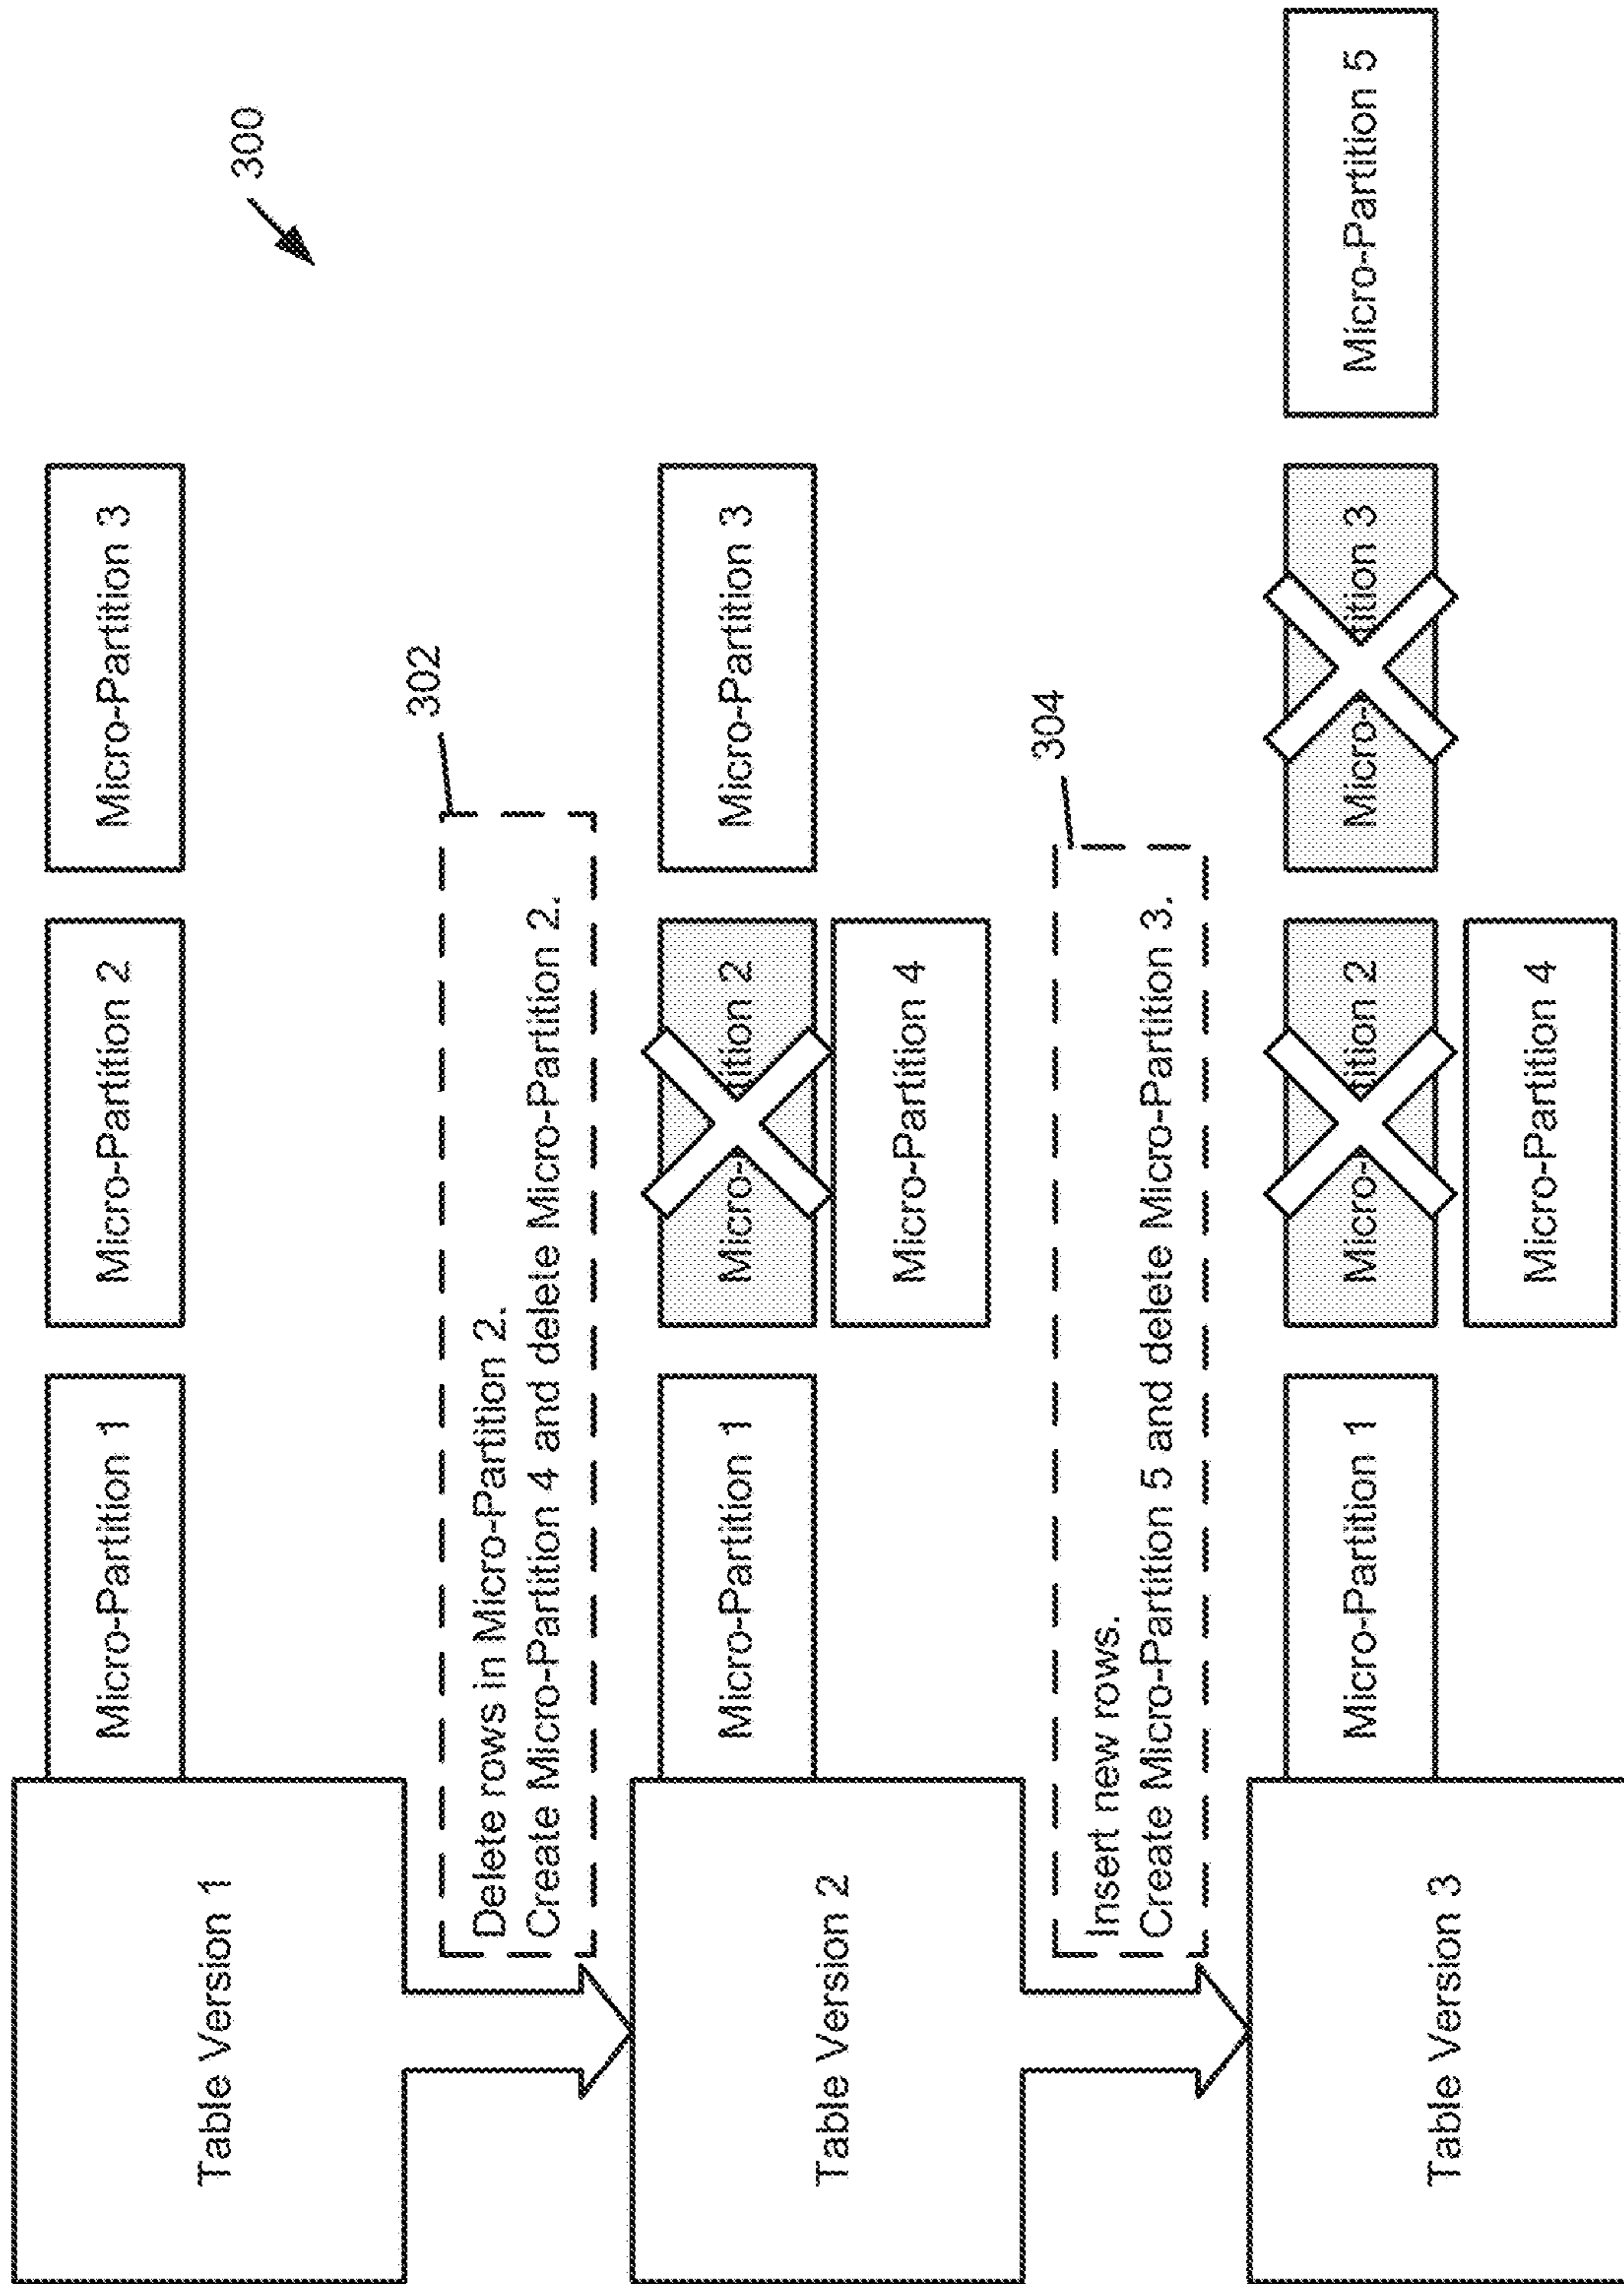 300
Table Version 1
Micro-Partition 1
Micro-Partition 2
Micro-Partition 3
302
Delete rows in Micro-Partition 2.
Create Micro-Partition 4 and delete Micro-Partition 2.
Table Version 2
Micro-Partition 1
Micro- tition 2
Micro-Partition 3
Micro-Partition 4
304
Insert new rows.
Create Micro-Partition 5 and delete Micro-Partition 3.
Table Version 3
Micro-Partition 1
Micro- tition 2
Micro- tition 3
Micro-Partition 5
Micro-Partition 4